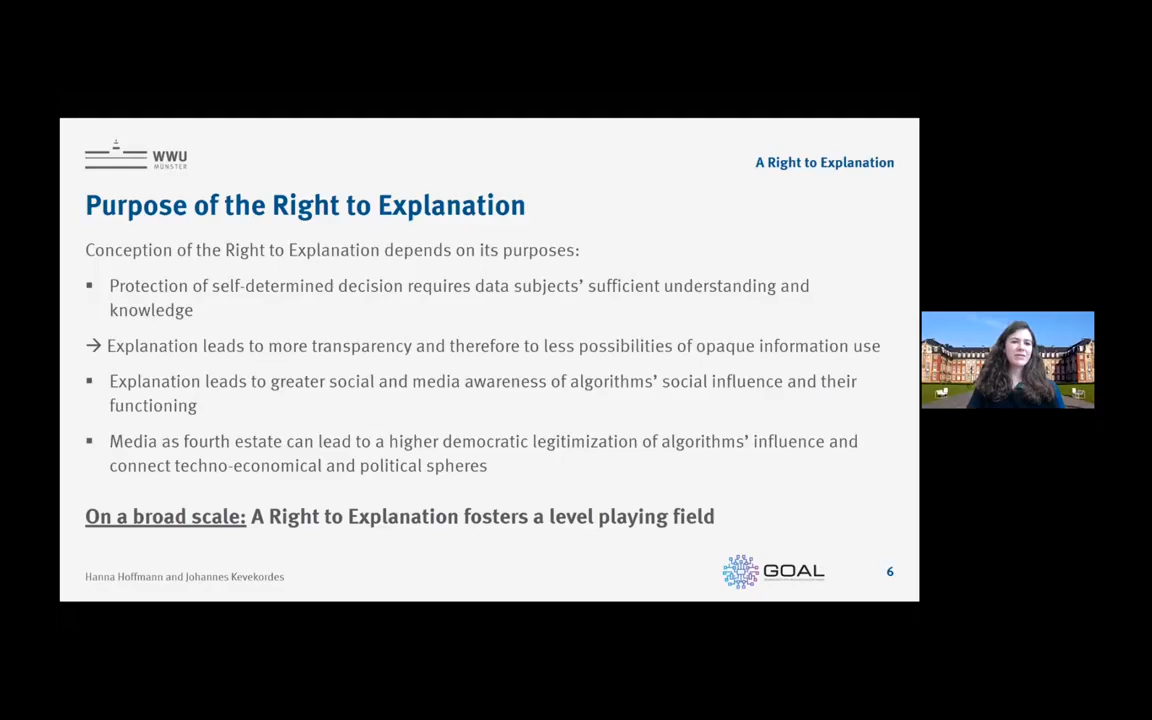 WWU
MÜNSTER
A Right to Explanation
Purpose of the Right to Explanation
Conception of the Right to Explanation depends on its purposes:
▪ Protection of self-determined decision requires data subjects’ sufficient understanding and
knowledge
→ Explanation leads to more transparency and therefore to less possibilities of opaque information use
▪ Explanation leads to greater social and media awareness of algorithms’ social influence and their
functioning
▪ Media as fourth estate can lead to a higher democratic legitimization of algorithms’ influence and
connect techno-economical and political spheres
On a broad scale: A Right to Explanation fosters a level playing field
Hanna Hoffmann and Johannes Kevekordes
GOAL
6